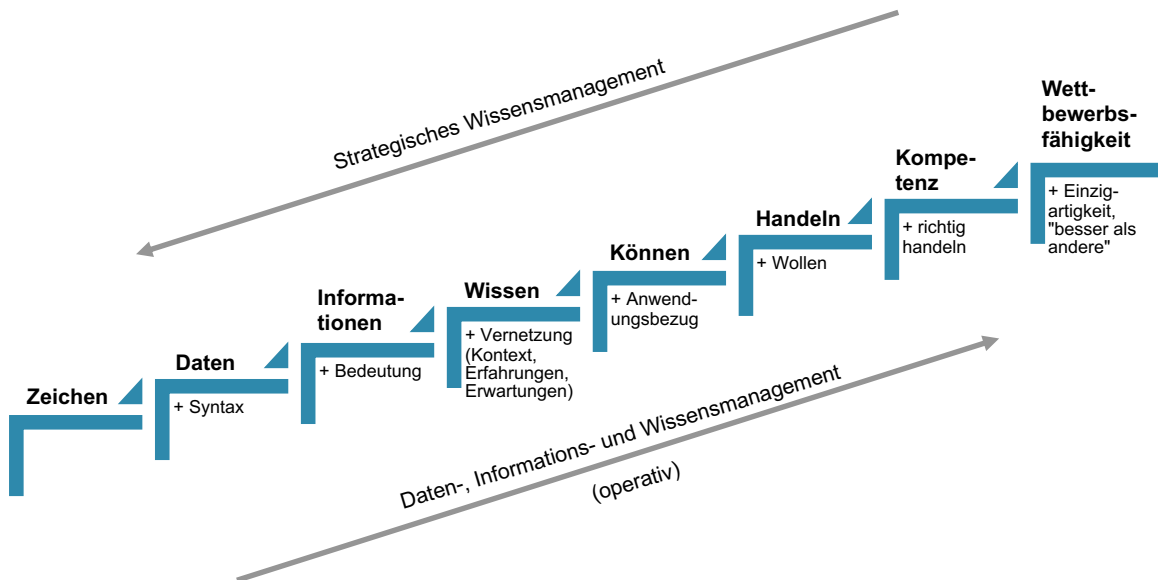 Strategisches Wissensmanagement
Zeichen
Daten
+ Syntax
Informa-
tionen
+ Bedeutung
Wissen
+ Vernetzung
(Kontext,
Erfahrungen,
Erwartungen)
Können
+ Anwend-
ungsbezug
Handeln
+ Wollen
Kompe-
tenz
+ richtig
handeln
Wett-
bewerbs-
fähigkeit
+ Einzig-
artigkeit,
"besser als
andere"
Daten-, Informations- und Wissensmanagement
(operativ)